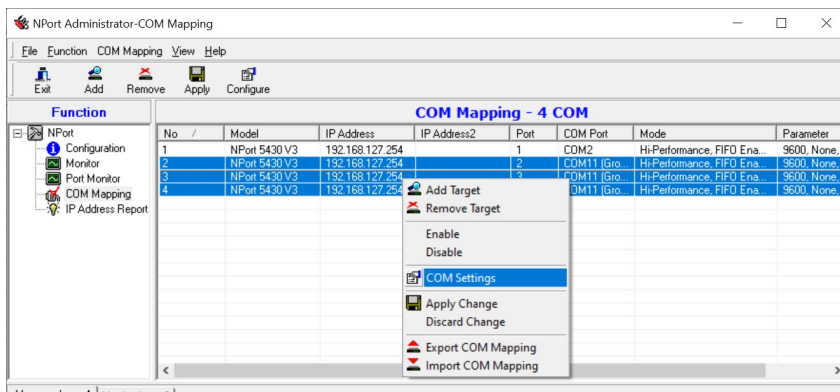 NPort Administrator-COM Mapping
File Function COM Mapping View Help
Exit Add Remove Apply Configure
Function
COM Mapping - 4 COM
NPort
Configuration
Monitor
Port Monitor
COM Mapping
IP Address Report
No Model IP Address IP Address2 Port COM Port Mode Parameter
1 NPort 5430 V3 192.168.127.254 1 COM2 Hi-Performance, FIFO Ena... 9600, None,
2 NPort 5430 V3 192.168.127.254 2 COM11 (Gro... Hi-Performance, FIFO Ena... 9600, None,
3 NPort 5430 V3 192.168.127.254 3 COM11 (Gro... Hi-Performance, FIFO Ena... 9600, None,
4 NPort 5430 V3 192.168.127.254 OM11 (Gro... Hi-Performance, FIFO Ena... 9600, None,
Add Target
Remove Target
Enable
Disable
COM Settings
Apply Change
Discard Change
Export COM Mapping
Import COM Mapping